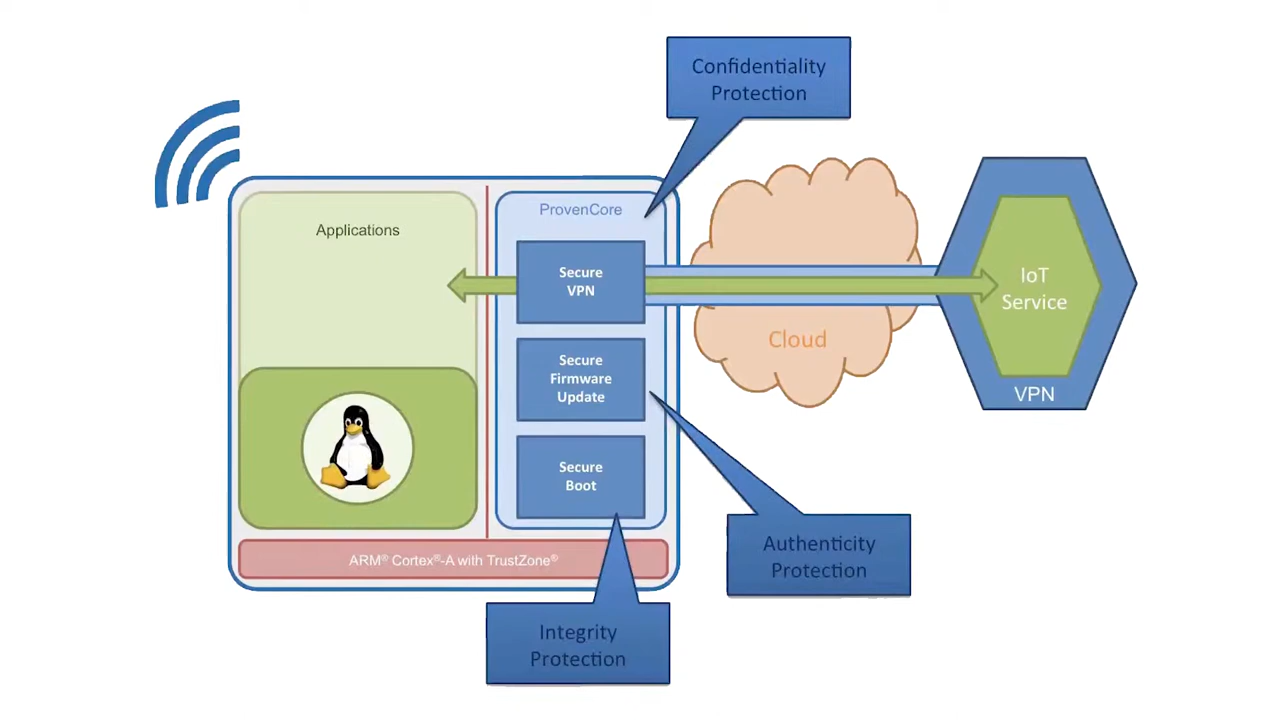 Confidentiality
Protection
ProvenCore
Applications
Secure
VPN
IoT
Service
Cloud
Secure
Firmware
Update
VPN
Secure
Boot
Authenticity
Protection
ARM® Cortex®-A with TrustZone®
Integrity
Protection